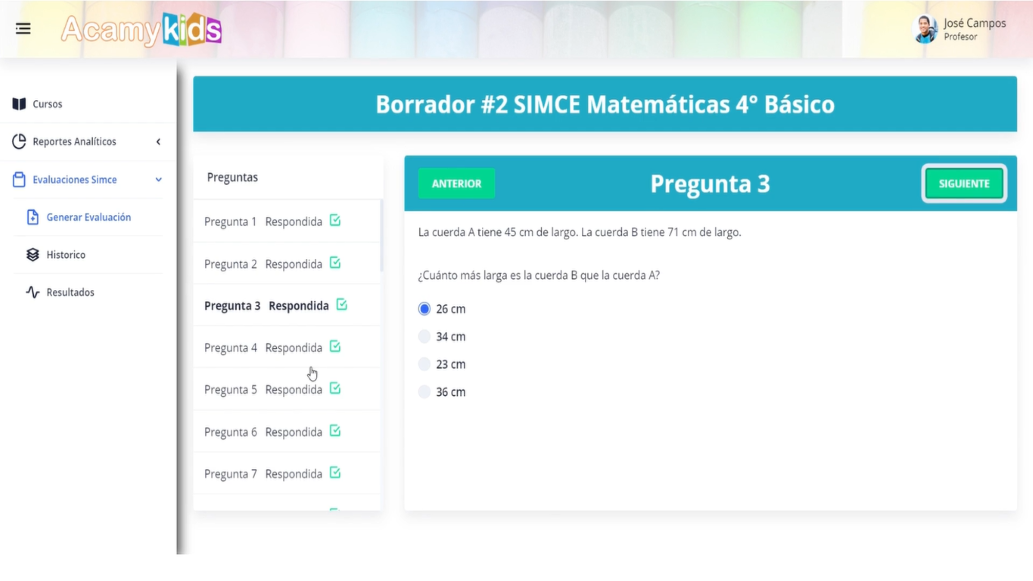 Acamykids
José Campos
Profesor
Cursos
Reportes Analíticos
Evaluaciones Simce
Generar Evaluación
Historico
Resultados
Borrador #2 SIMCE Matemáticas 4° Básico
Preguntas
Pregunta 1 Respondida
Pregunta 2 Respondida
Pregunta 3 Respondida
Pregunta 4 Respondida
Pregunta 5 Respondida
Pregunta 6 Respondida
Pregunta 7 Respondida
ANTERIOR
Pregunta 3
SIGUIENTE
La cuerda A tiene 45 cm de largo. La cuerda B tiene 71 cm de largo.
¿Cuánto más larga es la cuerda B que la cuerda A?
26 cm
34 cm
23 cm
36 cm